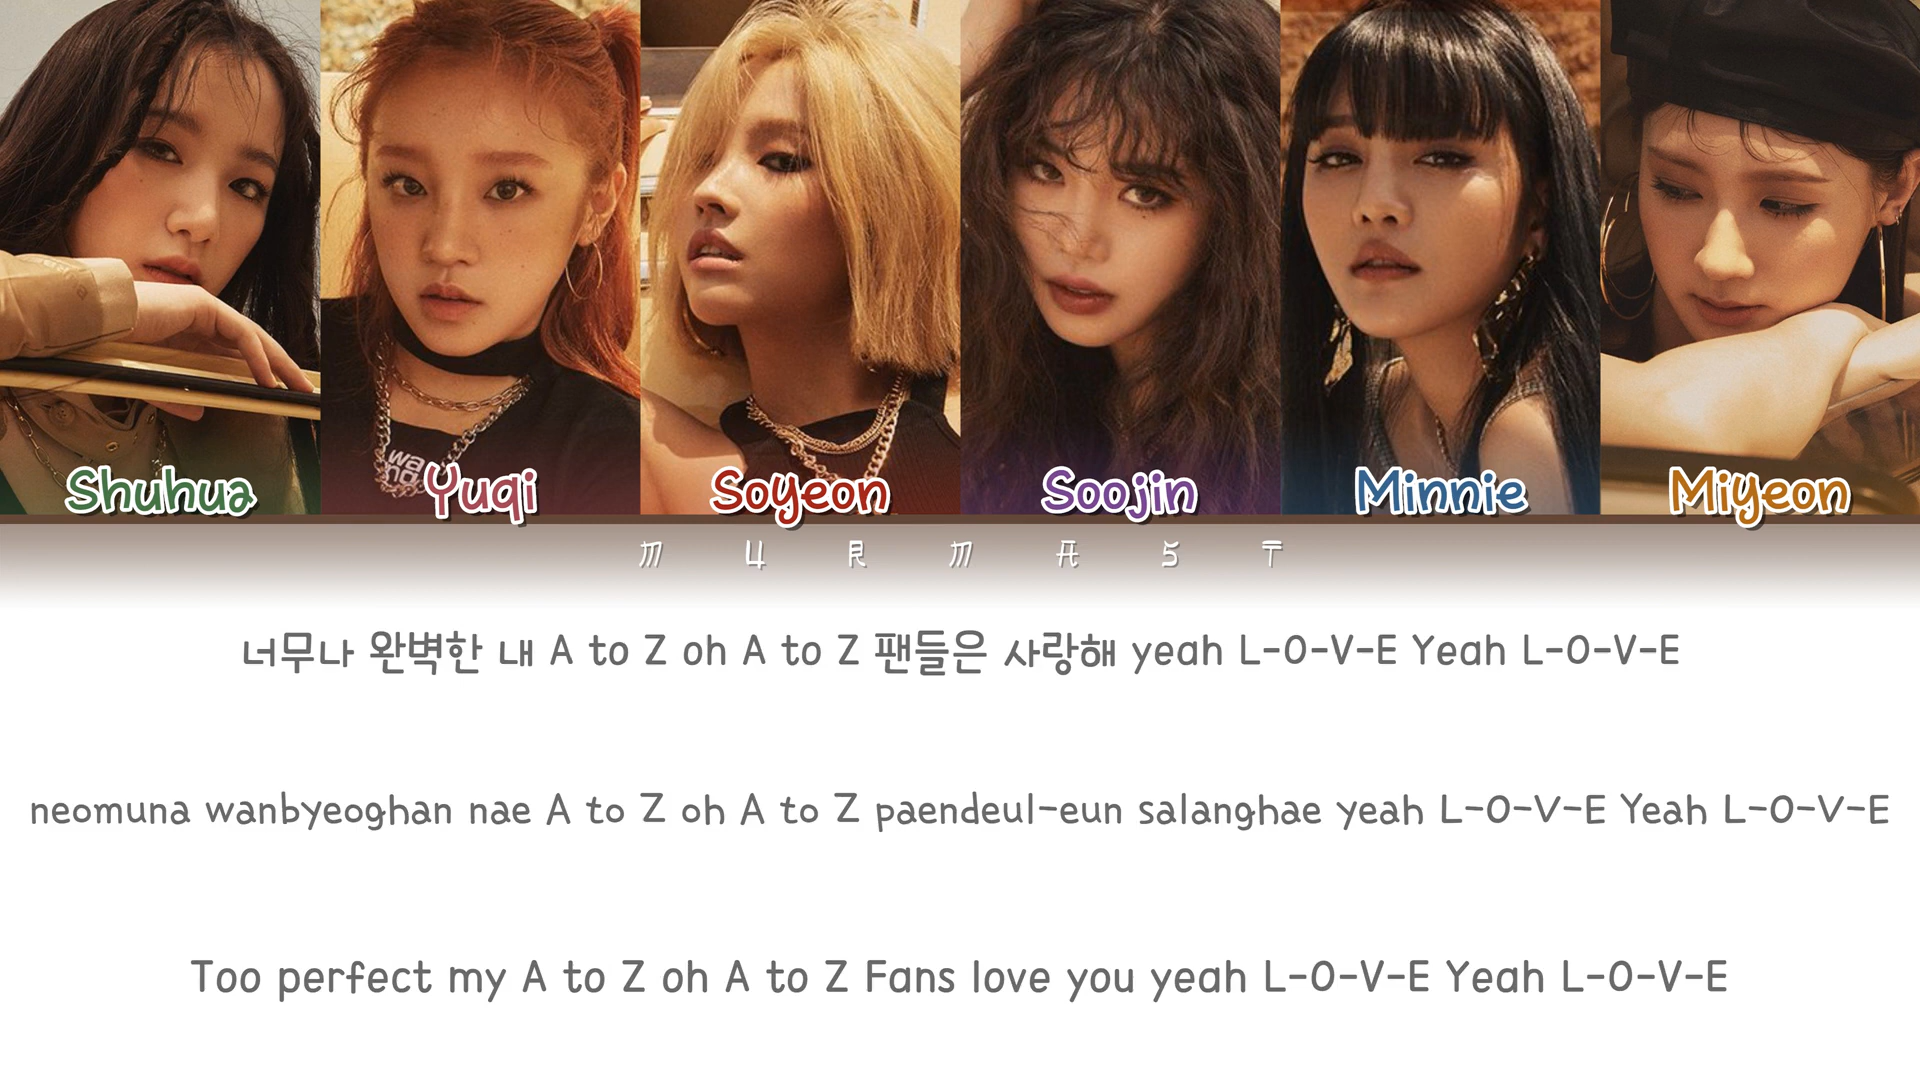 wa
na
Shuhua Yuqi Soyeon Soojin Minnie Miyeon
M U R M A S T
너무나 완벽한 내 A to Z oh A to Z 팬들은 사랑해 yeah L-O-V-E Yeah L-O-V-E
neomuna wanbyeoghan nae A to Z oh A to Z paendeul-eun salanghae yeah L-O-V-E Yeah L-O-V-E
Too perfect my A to Z oh A to Z Fans love you yeah L-O-V-E Yeah L-O-V-E